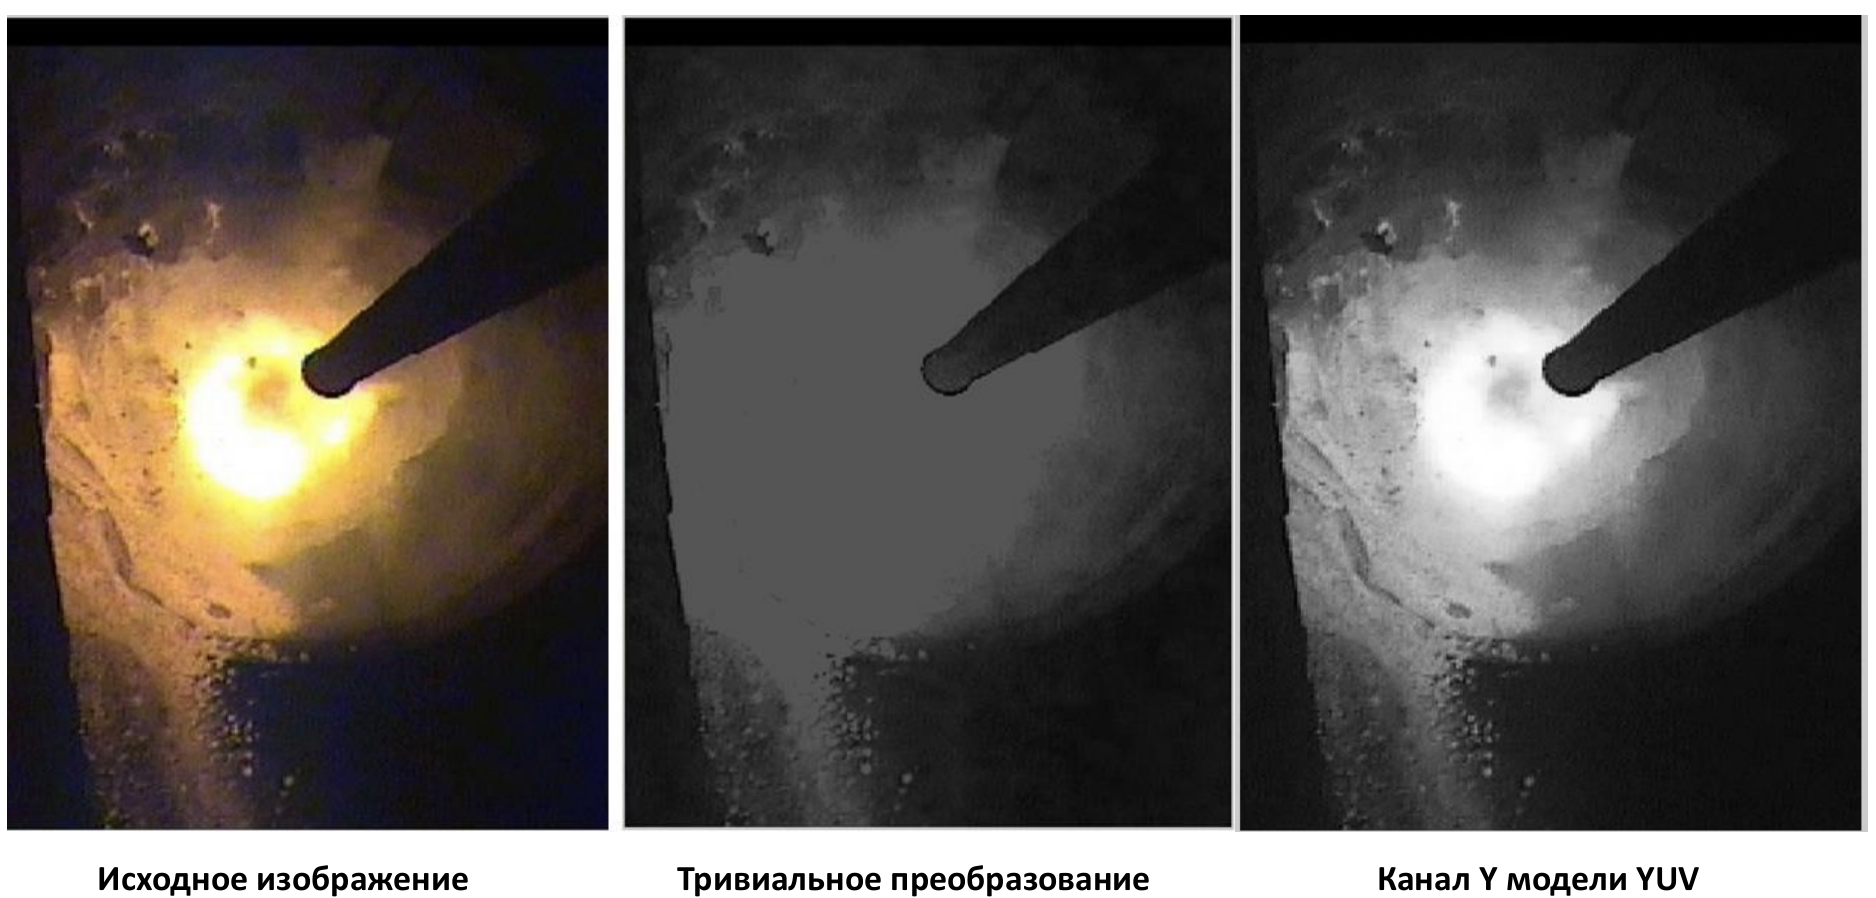 Исходное изображение
Тривиальное преобразование
Канал Y модели YUV